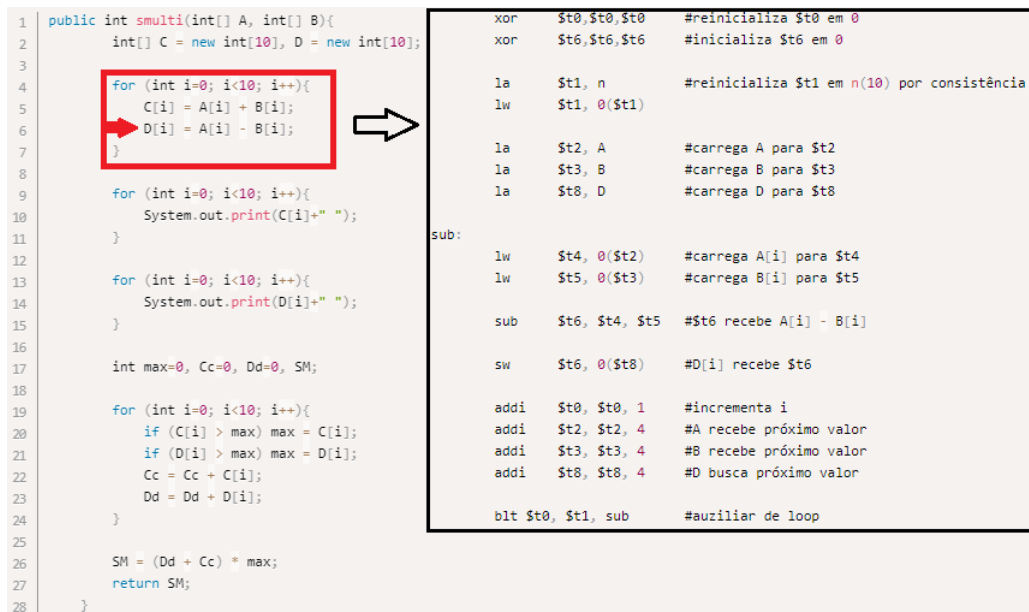 1 public int smulti(int[] A, int[] B){
2 int[] C = new int[10], D = new int[10];
3
4 for (int i=0; i<10; i++){
5 C[i] = A[i] + B[i];
6 D[i] = A[i] - B[i];
7 }
8
9 for (int i=0; i<10; i++){
10 System.out.print(C[i]+" ");
11 }
12
13 for (int i=0; i<10; i++){
14 System.out.print(D[i]+" ");
15 }
16
17 int max=0, Cc=0, Dd=0, SM;
18
19 for (int i=0; i<10; i++){
20 if (C[i] > max) max = C[i];
21 if (D[i] > max) max = D[i];
22 Cc = Cc + C[i];
23 Dd = Dd + D[i];
24 }
25
26 SM = (Dd + Cc) * max;
27 return SM;
28 }
xor $t0,$t0,$t0 #reinicializa $t0 em 0
xor $t6,$t6,$t6 #inicializa $t6 em 0
la $t1, n #reinicializa $t1 em n(10) por consistência
lw $t1, 0($t1)
la $t2, A #carrega A para $t2
la $t3, B #carrega B para $t3
la $t8, D #carrega D para $t8
sub:
lw $t4, 0($t2) #carrega A[i] para $t4
lw $t5, 0($t3) #carrega B[i] para $t5
sub $t6, $t4, $t5 #$t6 recebe A[i] - B[i]
sw $t6, 0($t8) #D[i] recebe $t6
addi $t0, $t0, 1 #incrementa i
addi $t2, $t2, 4 #A recebe próximo valor
addi $t3, $t3, 4 #B recebe próximo valor
addi $t8, $t8, 4 #D busca próximo valor
blt $t0, $t1, sub #auziliar de loop